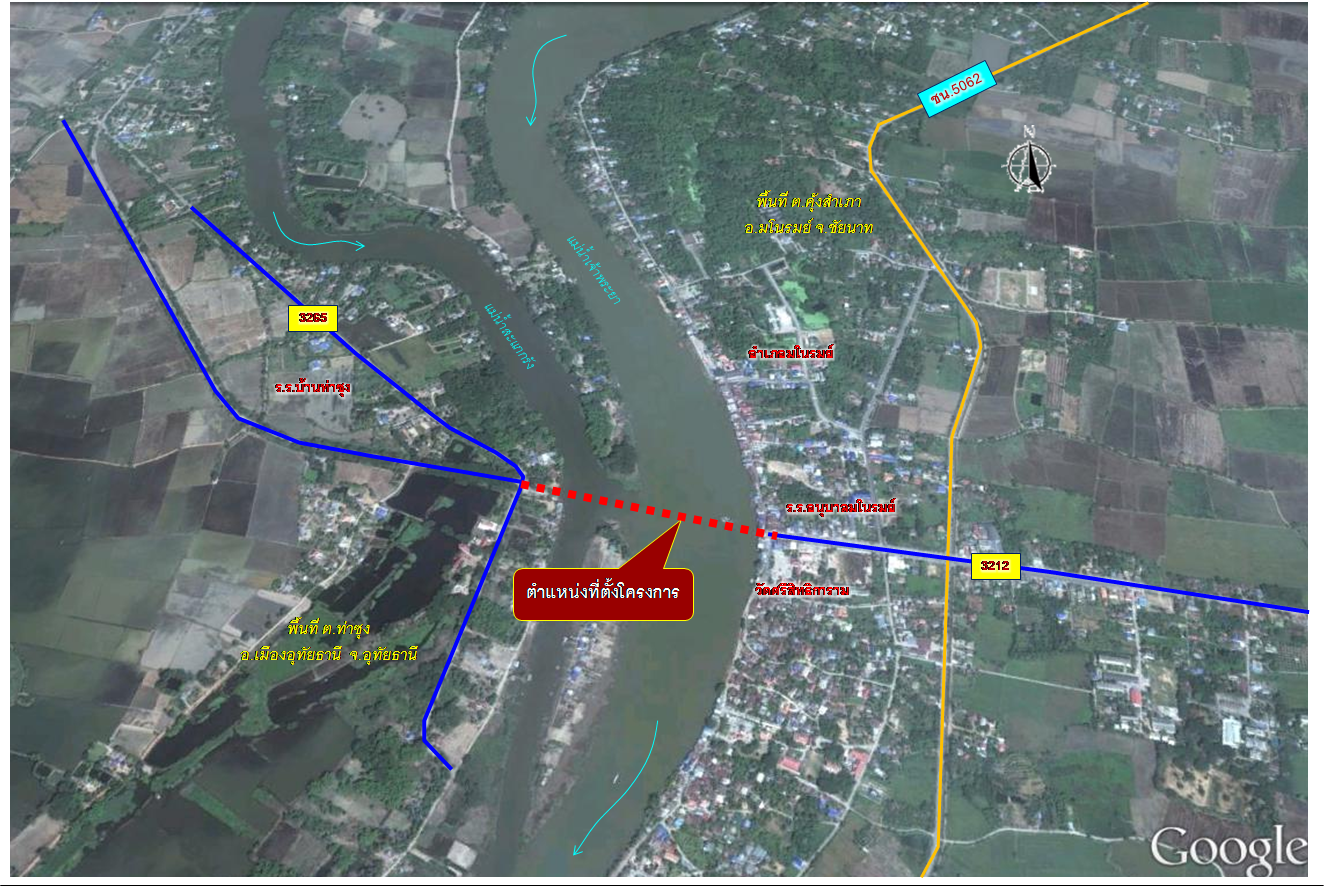 ชน.5062
N
พื้นที่ ต.คุ้งสำเภา
อ.มโนรมย์ จ.ชัยนาท
แม่น้ำเจ้าพระยา
แม่น้ำสะแกกรัง
3265
อำเภอมโนรมย์
ร.ร.บ้านท่าซุง
ร.ร.อนุบาลมโนรมย์
3212
ตำแหน่งที่ตั้งโครงการ
วัดศรีสิทธิการาม
พื้นที่ ต.ท่าซุง
อ.เมืองอุทัยธานี จ.อุทัยธานี
Google